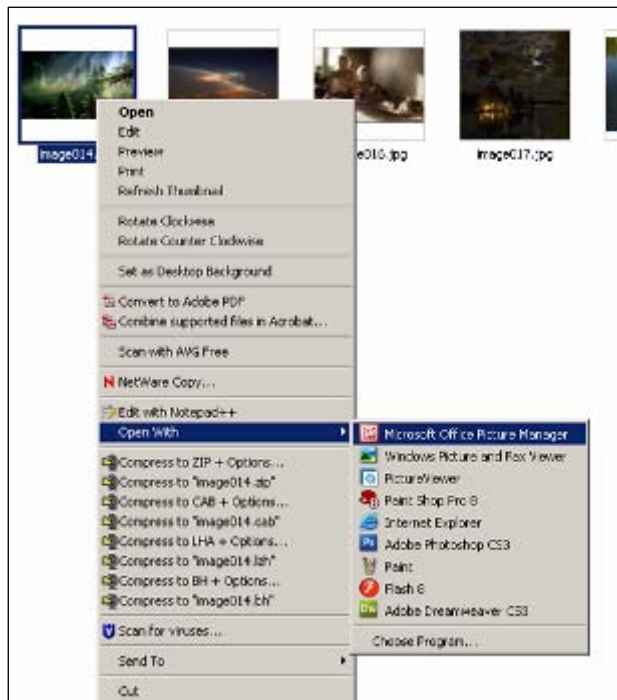 image014.
e016.jpg
image017.jpg
Open
Edit
Preview
Print
Refresh Thumbnail
Rotate Clockwise
Rotate Counter Clockwise
Set as Desktop Background
Convert to Adobe PDF
Combine supported files in Acrobat...
Scan with AVG Free
NetWare Copy...
Edit with Notepad++
Open With
Compress to ZIP + Options...
Compress to "image014.zip"
Compress to CAB + Options...
Compress to "image014.cab"
Compress to LHA + Options...
Compress to "image014.lzh"
Compress to BH + Options...
Compress to "image014.bh"
Scan for viruses...
Send To
Cut
Microsoft Office Picture Manager
Windows Picture and Fax Viewer
PictureViewer
Paint Shop Pro 8
Internet Explorer
Ps Adobe Photoshop CS3
Paint
Flash 8
Dw Adobe Dreamweaver CS3
Choose Program...